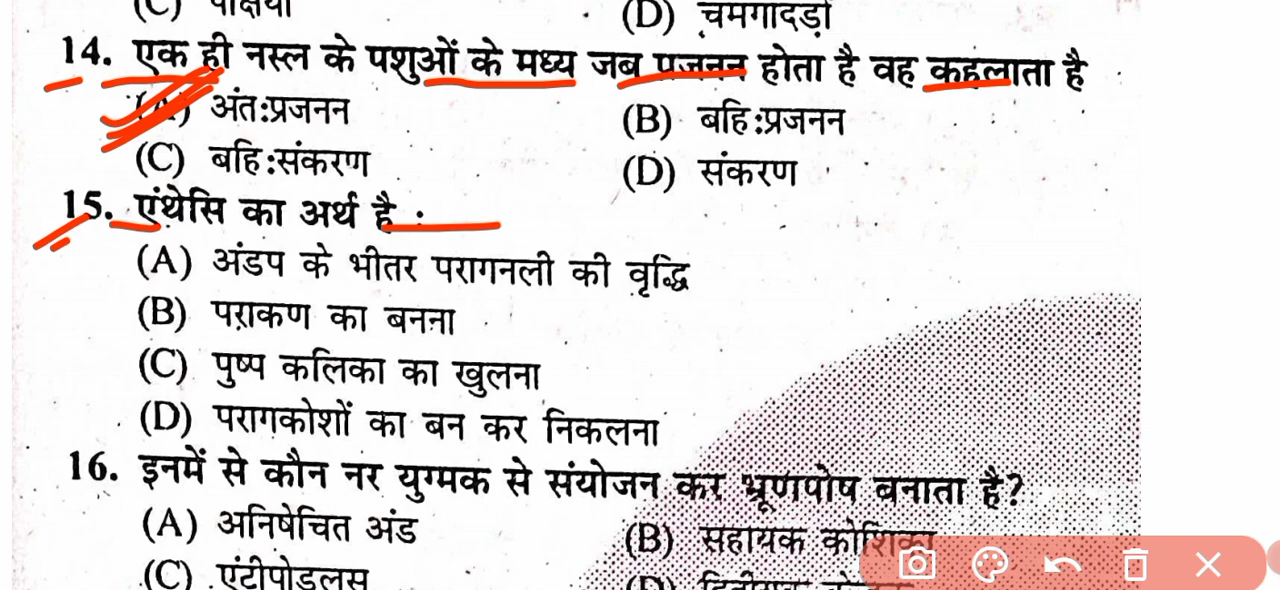 (C) पक्षियों (D) चमगादड़ों
14. एक ही नस्ल के पशुओं के मध्य जब प्रजनन होता है वह कहलाता है
(A) अंत:प्रजनन (B) बहि:प्रजनन
(C) बहि:संकरण (D) संकरण
15. एंथेसि का अर्थ है :
(A) अंडप के भीतर परागनली की वृद्धि
(B) पराकण का बनना
(C) पुष्प कलिका का खुलना
(D) परागकोशों का बन कर निकलना
16. इनमें से कौन नर युग्मक से संयोजन कर भ्रूणपोष बनाता है?
(A) अनिषेचित अंड (B) सहायक कोशिका
(C) एंटीपोडलस (D)